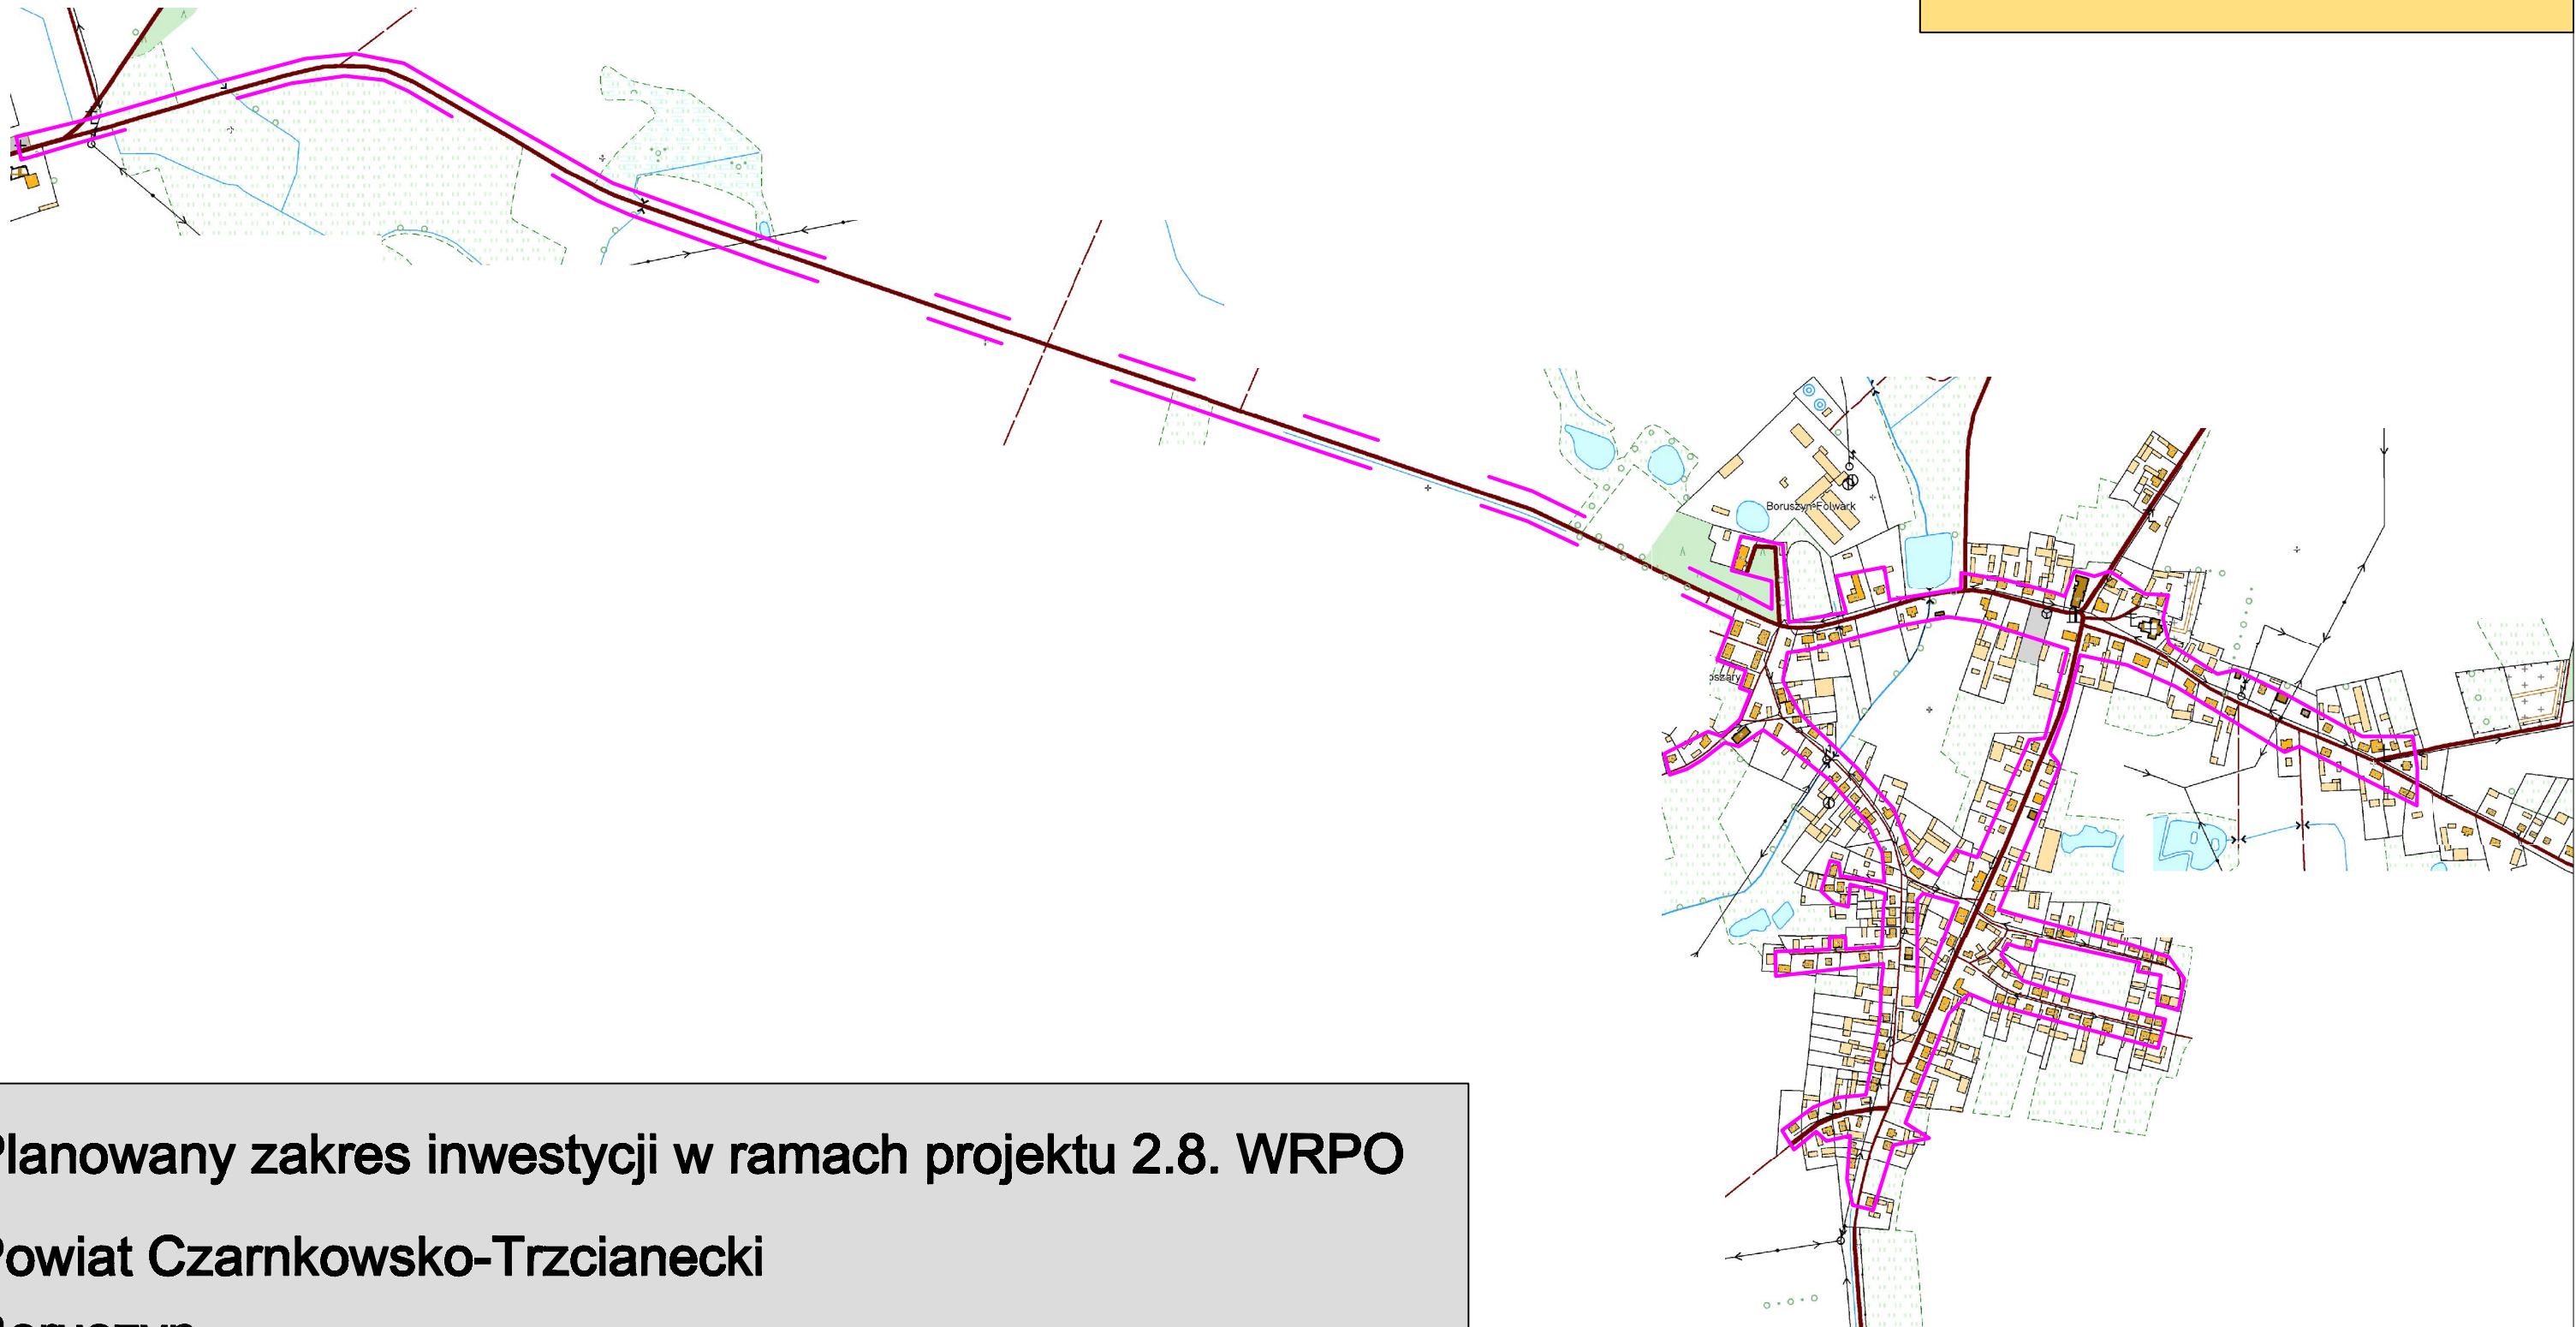 Boruszyn-Folwark
Planowany zakres inwestycji w ramach projektu 2.8. WRPO
Powiat Czarnkowsko-Trzcianecki